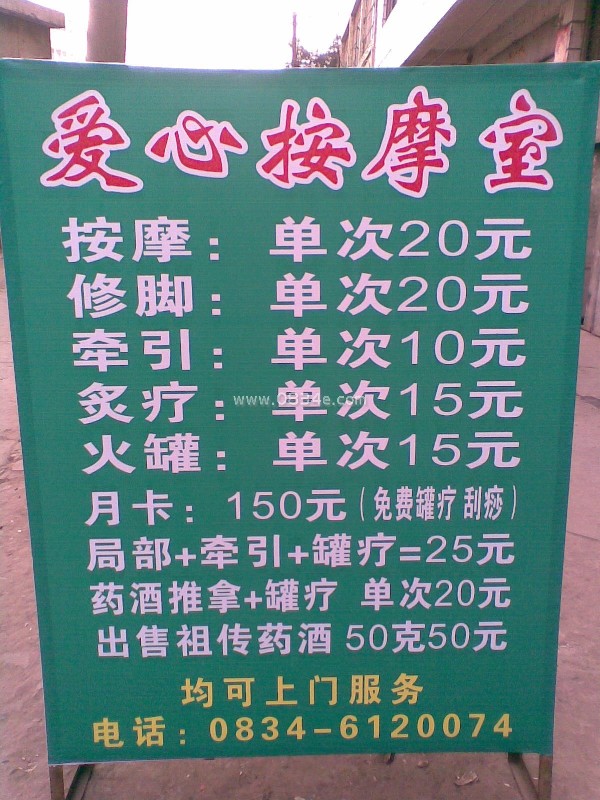 爱心按摩室
按摩：单次20元
修脚：单次20元
牵引：单次10元
炙疗：单次15元
www.0834e.com
火罐：单次15元
月卡：150元（免费罐疗 刮痧）
局部+牵引+罐疗=25元
药酒推拿+罐疗 单次20元
出售祖传药酒 50克50元
均可上门服务
电话：0834-6120074